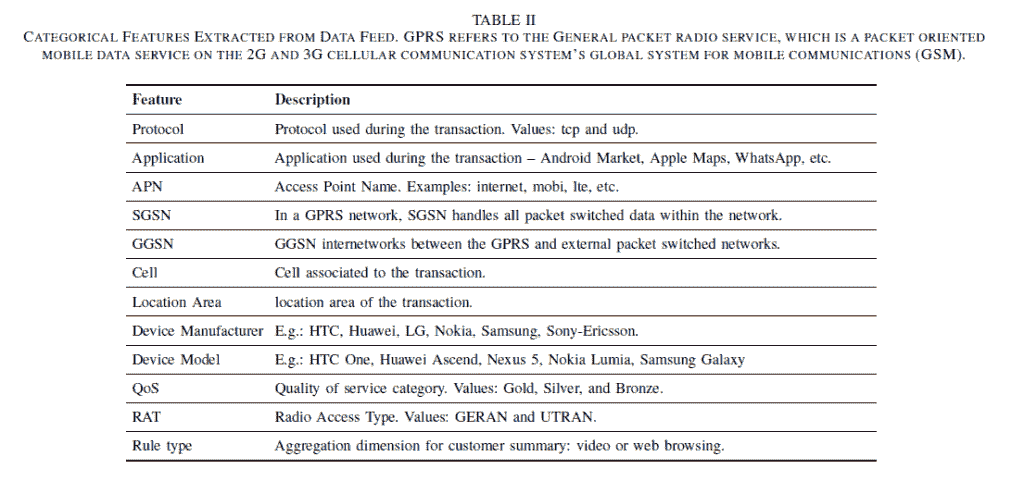 TABLE II
CATEGORICAL FEATURES EXTRACTED FROM DATA FEED. GPRS REFERS TO THE GENERAL PACKET RADIO SERVICE, WHICH IS A PACKET ORIENTED
MOBILE DATA SERVICE ON THE 2G AND 3G CELLULAR COMMUNICATION SYSTEM'S GLOBAL SYSTEM FOR MOBILE COMMUNICATIONS (GSM).
Feature Description
Protocol Protocol used during the transaction. Values: tcp and udp.
Application Application used during the transaction – Android Market, Apple Maps, WhatsApp, etc.
APN Access Point Name. Examples: internet, mobi, lte, etc.
SGSN In a GPRS network, SGSN handles all packet switched data within the network.
GGSN GGSN internetworks between the GPRS and external packet switched networks.
Cell Cell associated to the transaction.
Location Area location area of the transaction.
Device Manufacturer E.g.: HTC, Huawei, LG, Nokia, Samsung, Sony-Ericsson.
Device Model E.g.: HTC One, Huawei Ascend, Nexus 5, Nokia Lumia, Samsung Galaxy
QoS Quality of service category. Values: Gold, Silver, and Bronze.
RAT Radio Access Type. Values: GERAN and UTRAN.
Rule type Aggregation dimension for customer summary: video or web browsing.